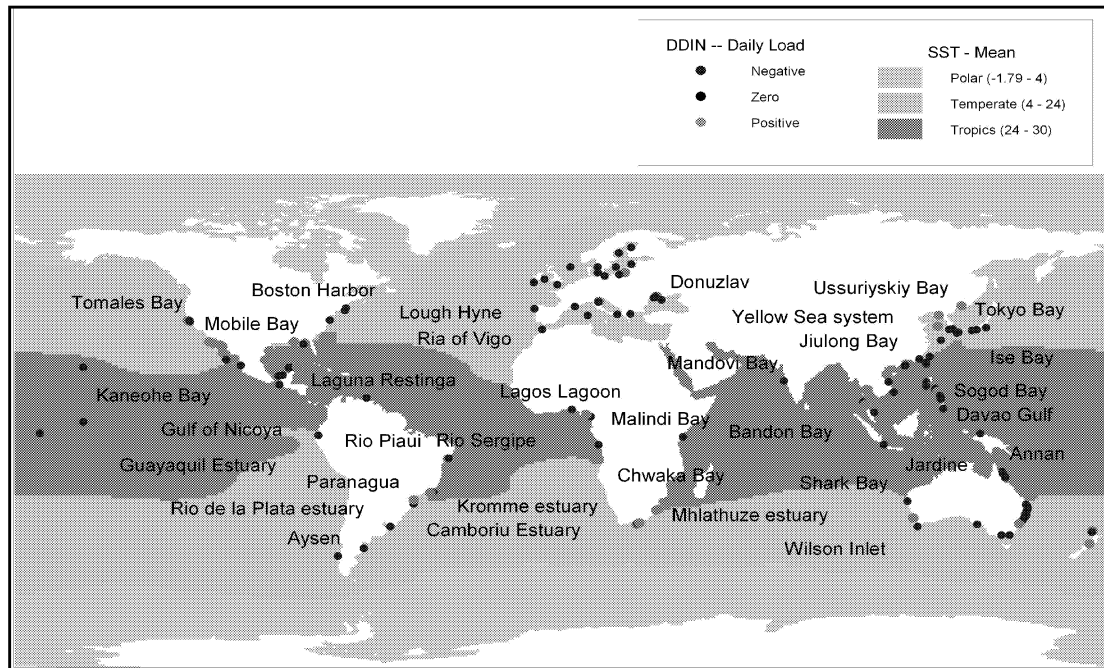 DDIN -- Daily Load
Negative
Zero
Positive
SST - Mean
Polar (-1.79 - 4)
Temperate (4 - 24)
Tropics (24 - 30)
Tomales Bay
Boston Harbor
Mobile Bay
Lough Hyne
Ria of Vigo
Donuzlav
Ussuriyskiy Bay
Yellow Sea system
Tokyo Bay
Jiulong Bay
Ise Bay
Mandovi Bay
Kaneohe Bay
Laguna Restinga
Lagos Lagoon
Sogod Bay
Davao Gulf
Malindi Bay
Gulf of Nicoya
Rio Piaui
Rio Sergipe
Bandon Bay
Annan
Guayaquil Estuary
Jardine
Chwaka Bay
Paranagua
Shark Bay
Rio de la Plata estuary
Kromme estuary
Mhlathuze estuary
Camboriu Estuary
Aysen
Wilson Inlet